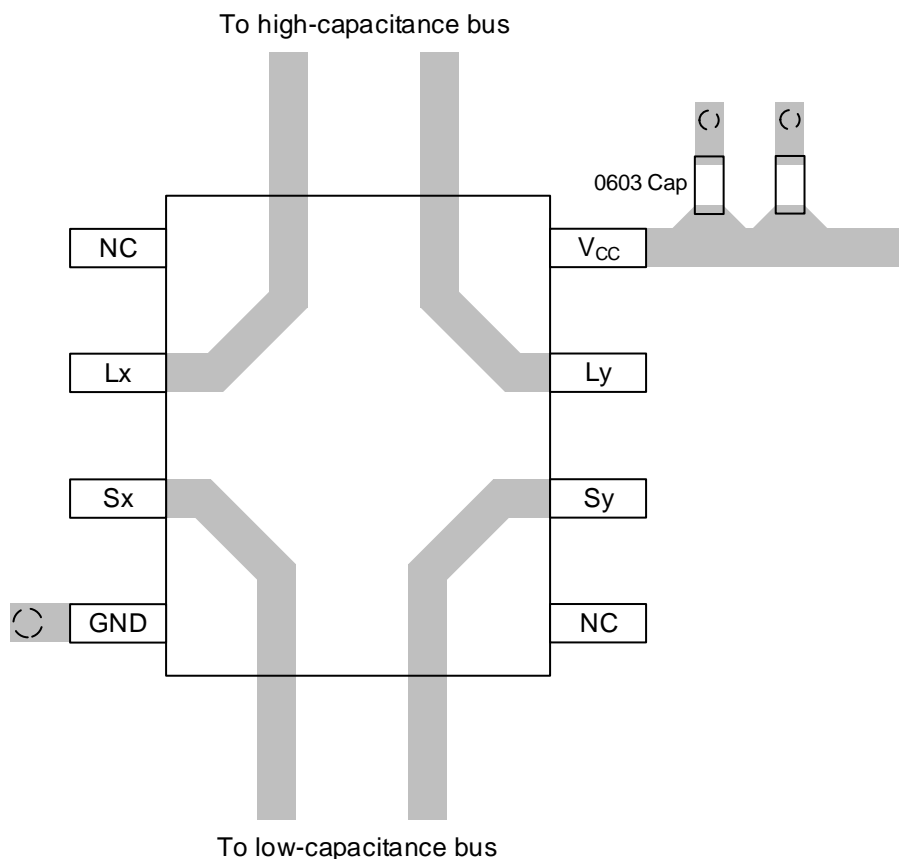 To high-capacitance bus
0603 Cap
NC
VCC
Lx
Ly
Sx
Sy
GND
NC
To low-capacitance bus